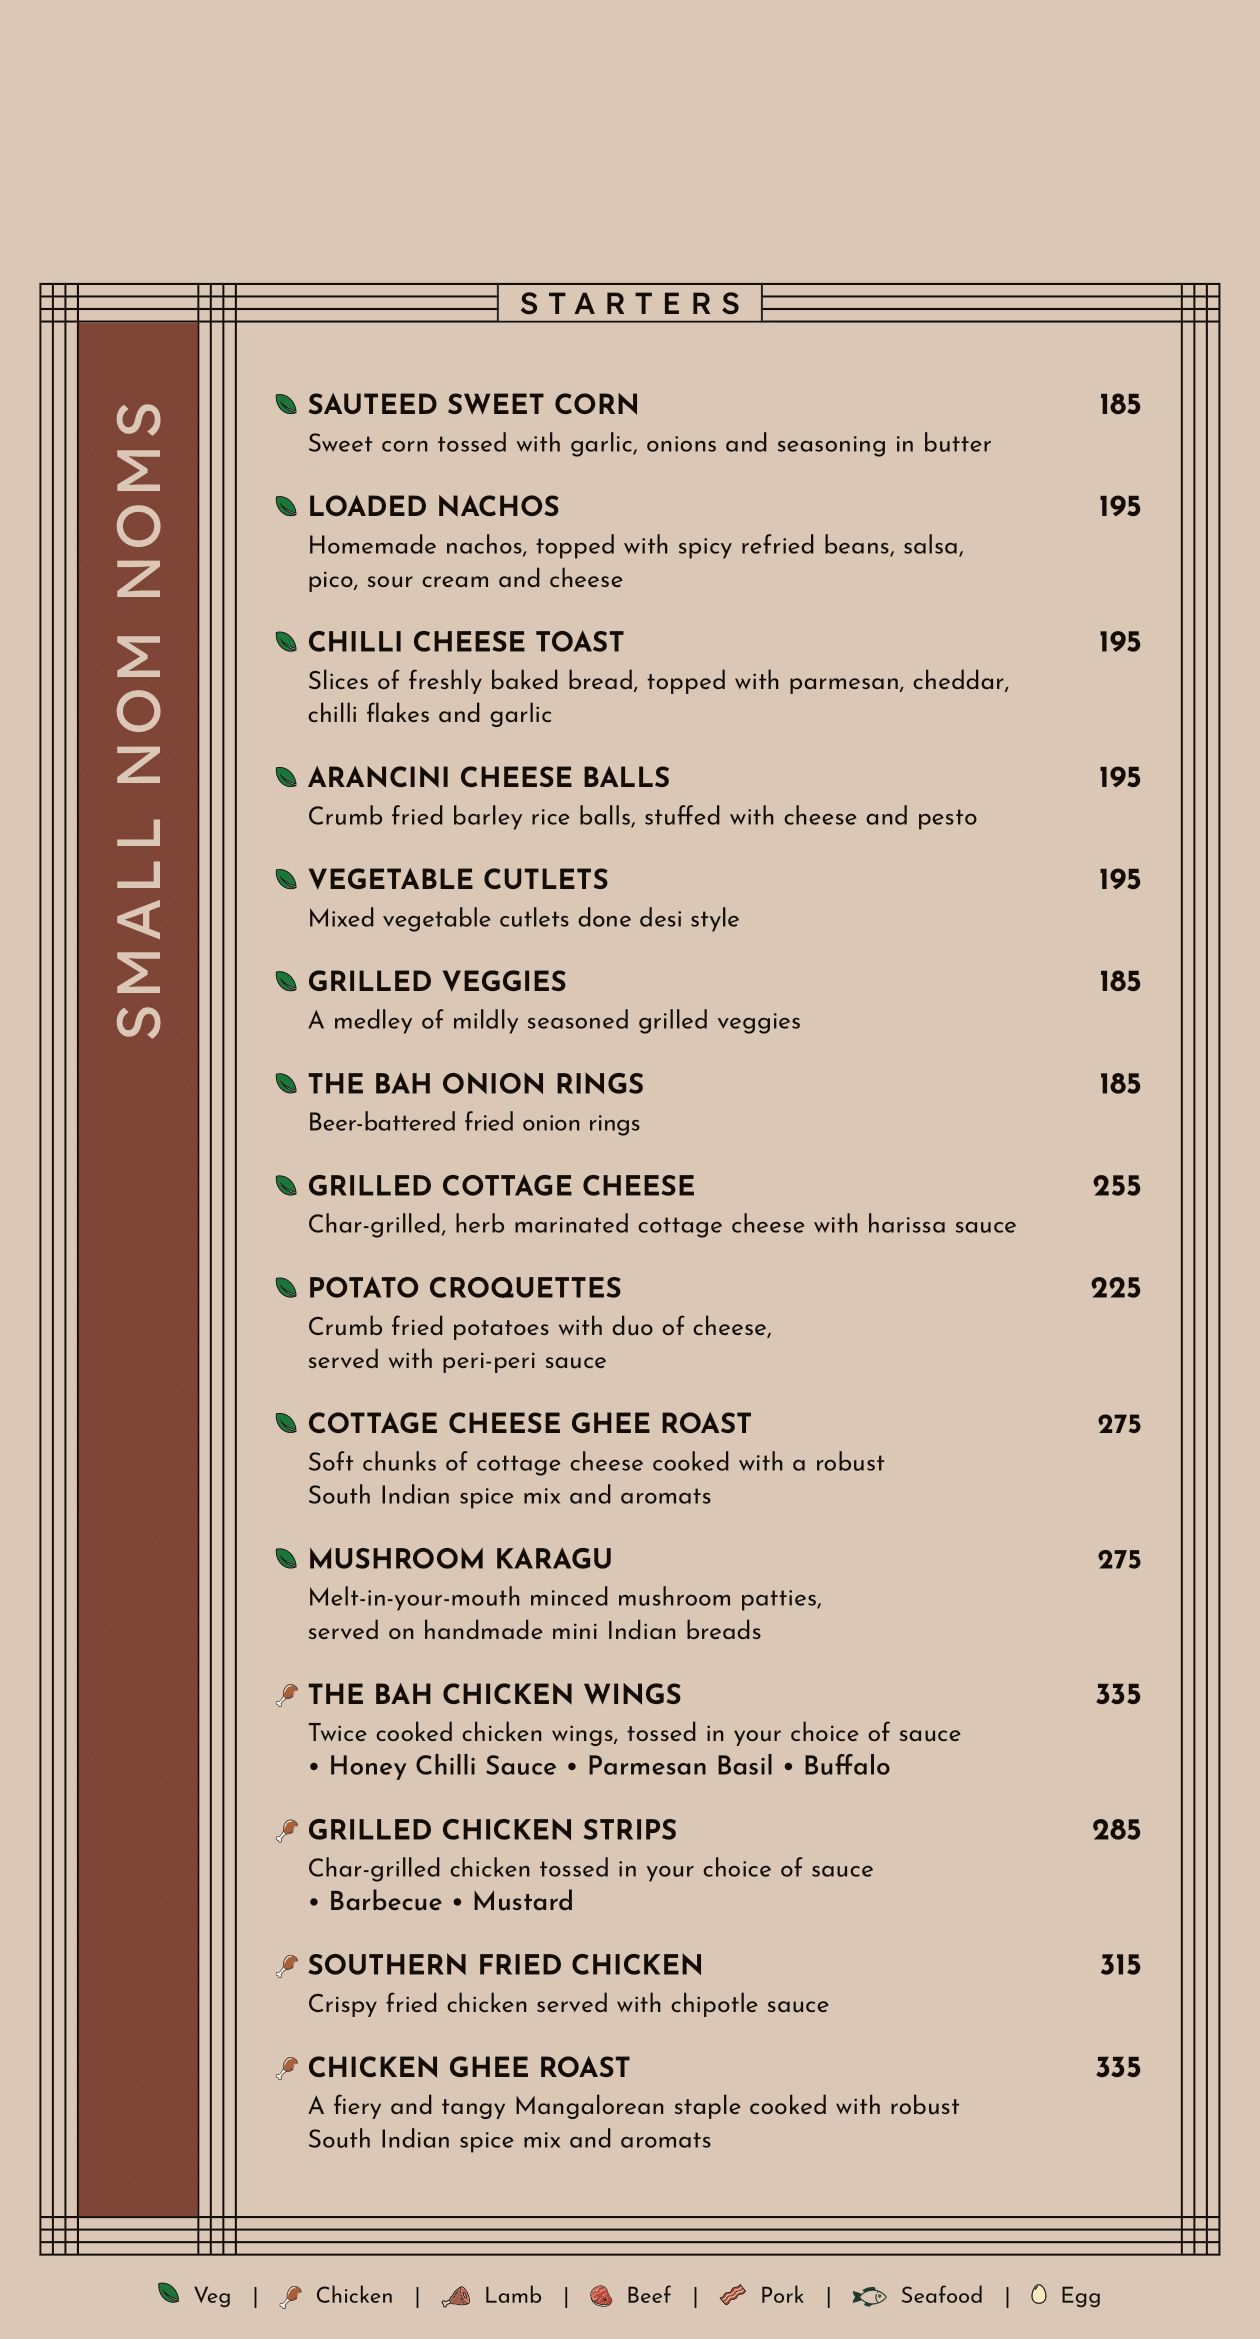 STARTERS
SMALL NOM NOMS
SAUTEED SWEET CORN 185
Sweet corn tossed with garlic, onions and seasoning in butter
LOADED NACHOS 195
Homemade nachos, topped with spicy refried beans, salsa,
pico, sour cream and cheese
CHILLI CHEESE TOAST 195
Slices of freshly baked bread, topped with parmesan, cheddar,
chilli flakes and garlic
ARANCINI CHEESE BALLS 195
Crumb fried barley rice balls, stuffed with cheese and pesto
VEGETABLE CUTLETS 195
Mixed vegetable cutlets done desi style
GRILLED VEGGIES 185
A medley of mildly seasoned grilled veggies
THE BAH ONION RINGS 185
Beer-battered fried onion rings
GRILLED COTTAGE CHEESE 255
Char-grilled, herb marinated cottage cheese with harissa sauce
POTATO CROQUETTES 225
Crumb fried potatoes with duo of cheese,
served with peri-peri sauce
COTTAGE CHEESE GHEE ROAST 275
Soft chunks of cottage cheese cooked with a robust
South Indian spice mix and aromats
MUSHROOM KARAGU 275
Melt-in-your-mouth minced mushroom patties,
served on handmade mini Indian breads
THE BAH CHICKEN WINGS 335
Twice cooked chicken wings, tossed in your choice of sauce
• Honey Chilli Sauce • Parmesan Basil • Buffalo
GRILLED CHICKEN STRIPS 285
Char-grilled chicken tossed in your choice of sauce
• Barbecue • Mustard
SOUTHERN FRIED CHICKEN 315
Crispy fried chicken served with chipotle sauce
CHICKEN GHEE ROAST 335
A fiery and tangy Mangalorean staple cooked with robust
South Indian spice mix and aromats
Veg | Chicken | Lamb | Beef | Pork | Seafood | Egg